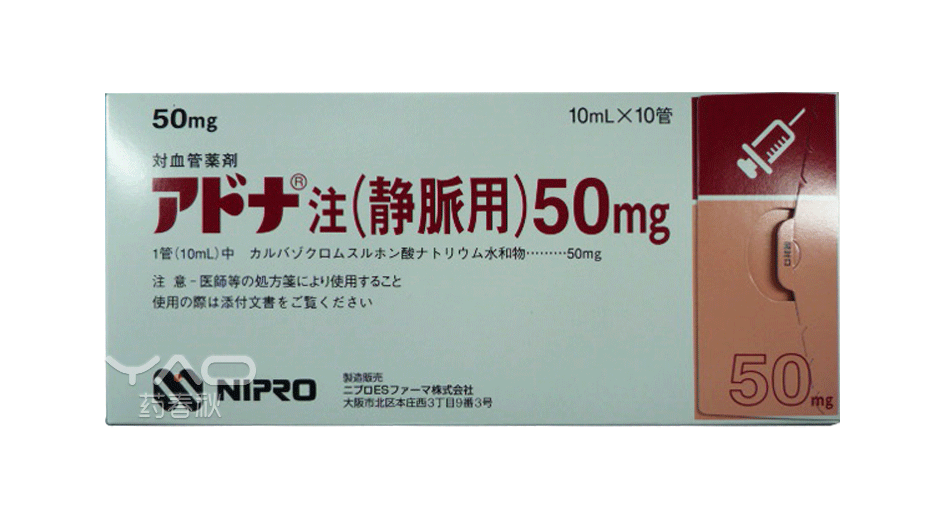 50mg
10mL×10管
対血管薬剤
アドナ®注(静脈用)50mg
1管(10mL)中 カルバゾクロムスルホン酸ナトリウム水和物………50mg
注 意-医師等の処方箋により使用すること
使用の際は添付文書をご覧ください
YAO
药春秋
NIPRO
製造販売
ニプロESファーマ株式会社
大阪市北区本庄西3丁目9番3号
50mg